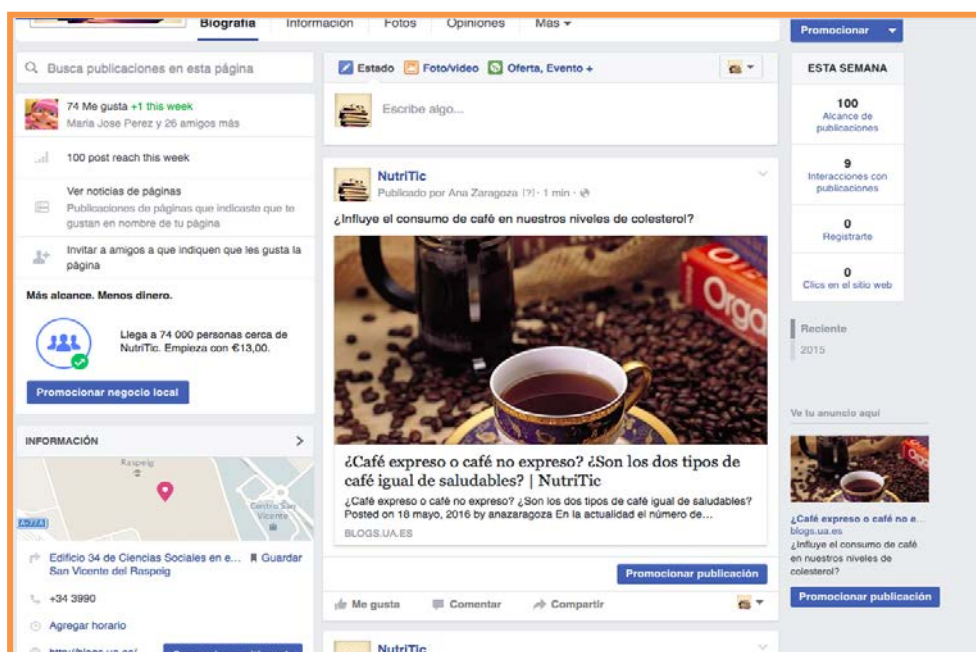 Biografía Información Fotos Opiniones Más
Busca publicaciones en esta página
74 Me gusta +1 this week
Maria Jose Perez y 26 amigos más
100 post reach this week
Ver noticias de páginas
Publicaciones de páginas que indicaste que te
gustan en nombre de tu página
Invitar a amigos a que indiquen que les gusta la
página
Más alcance. Menos dinero.
Llega a 74 000 personas cerca de
NutriTic. Empieza con €13,00.
Promocionar negocio local
INFORMACIÓN
Raspeig
Centro San
Vicente
A-77A
Edificio 34 de Ciencias Sociales en e... Guardar
San Vicente del Raspeig
+34 3990
Agregar horario
http://blogs.ua.es/
Estado Foto/vídeo Oferta, Evento +
Escribe algo...
NutriTic
Publicado por Ana Zaragoza [?] · 1 min ·
¿Influye el consumo de café en nuestros niveles de colesterol?
Orga
¿Café expreso o café no expreso? ¿Son los dos tipos de
café igual de saludables? | NutriTic
¿Café expreso o café no expreso? ¿Son los dos tipos de café igual de saludables?
Posted on 18 mayo, 2016 by anazaragoza En la actualidad el número de...
BLOGS.UA.ES
Promocionar publicación
Me gusta Comentar Compartir
NutriTic
Promocionar
ESTA SEMANA
100
Alcance de
publicaciones
9
Interacciones con
publicaciones
0
Registrarte
0
Clics en el sitio web
Reciente
2015
Ve tu anuncio aquí
¿Café expreso o café no e...
blogs.ua.es
¿Influye el consumo de café
en nuestros niveles de
colesterol?
Promocionar publicación